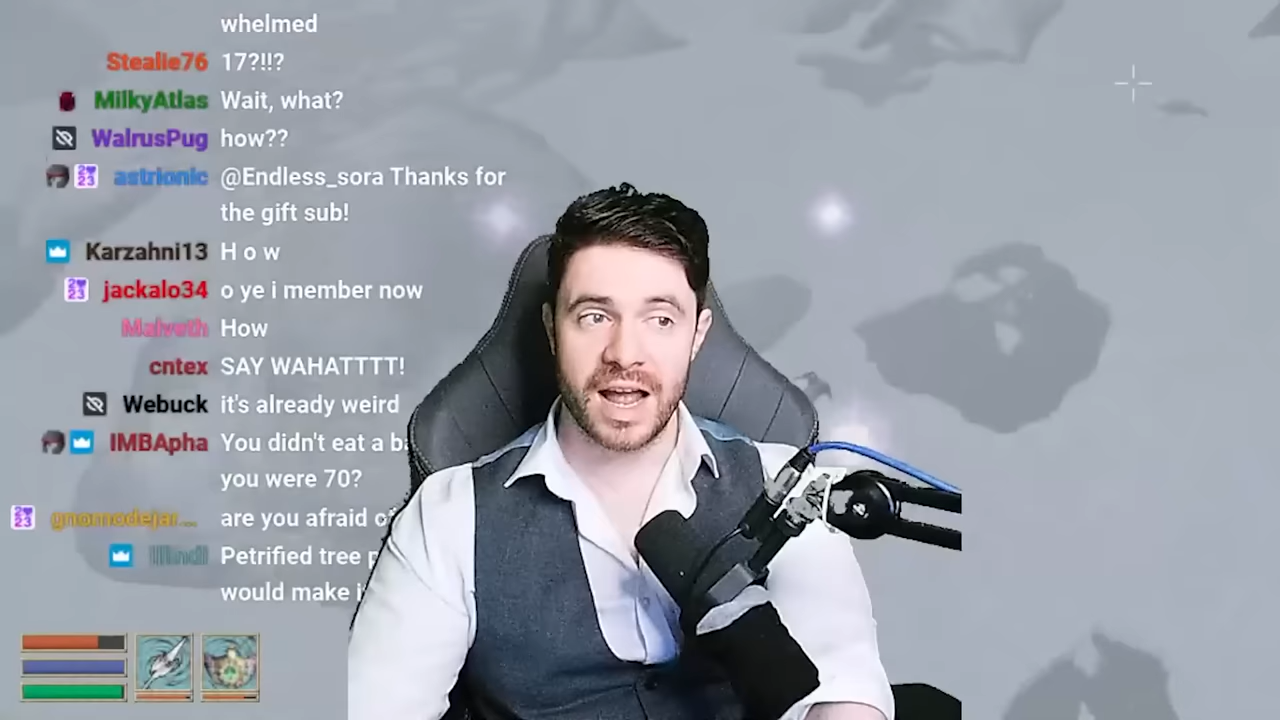 whelmed
Stealie76 17?!!?
MilkyAtlas Wait, what?
WalrusPug how??
astrionic @Endless_sora Thanks for
the gift sub!
Karzahni13 H o w
jackalo34 o ye i member now
Malveth How
cntex SAY WAHATTTT!
Webuck it's already weird
IMBApha You didn't eat a
you were 70?
gnomodejar... are you afraid
Petrified tree
would make